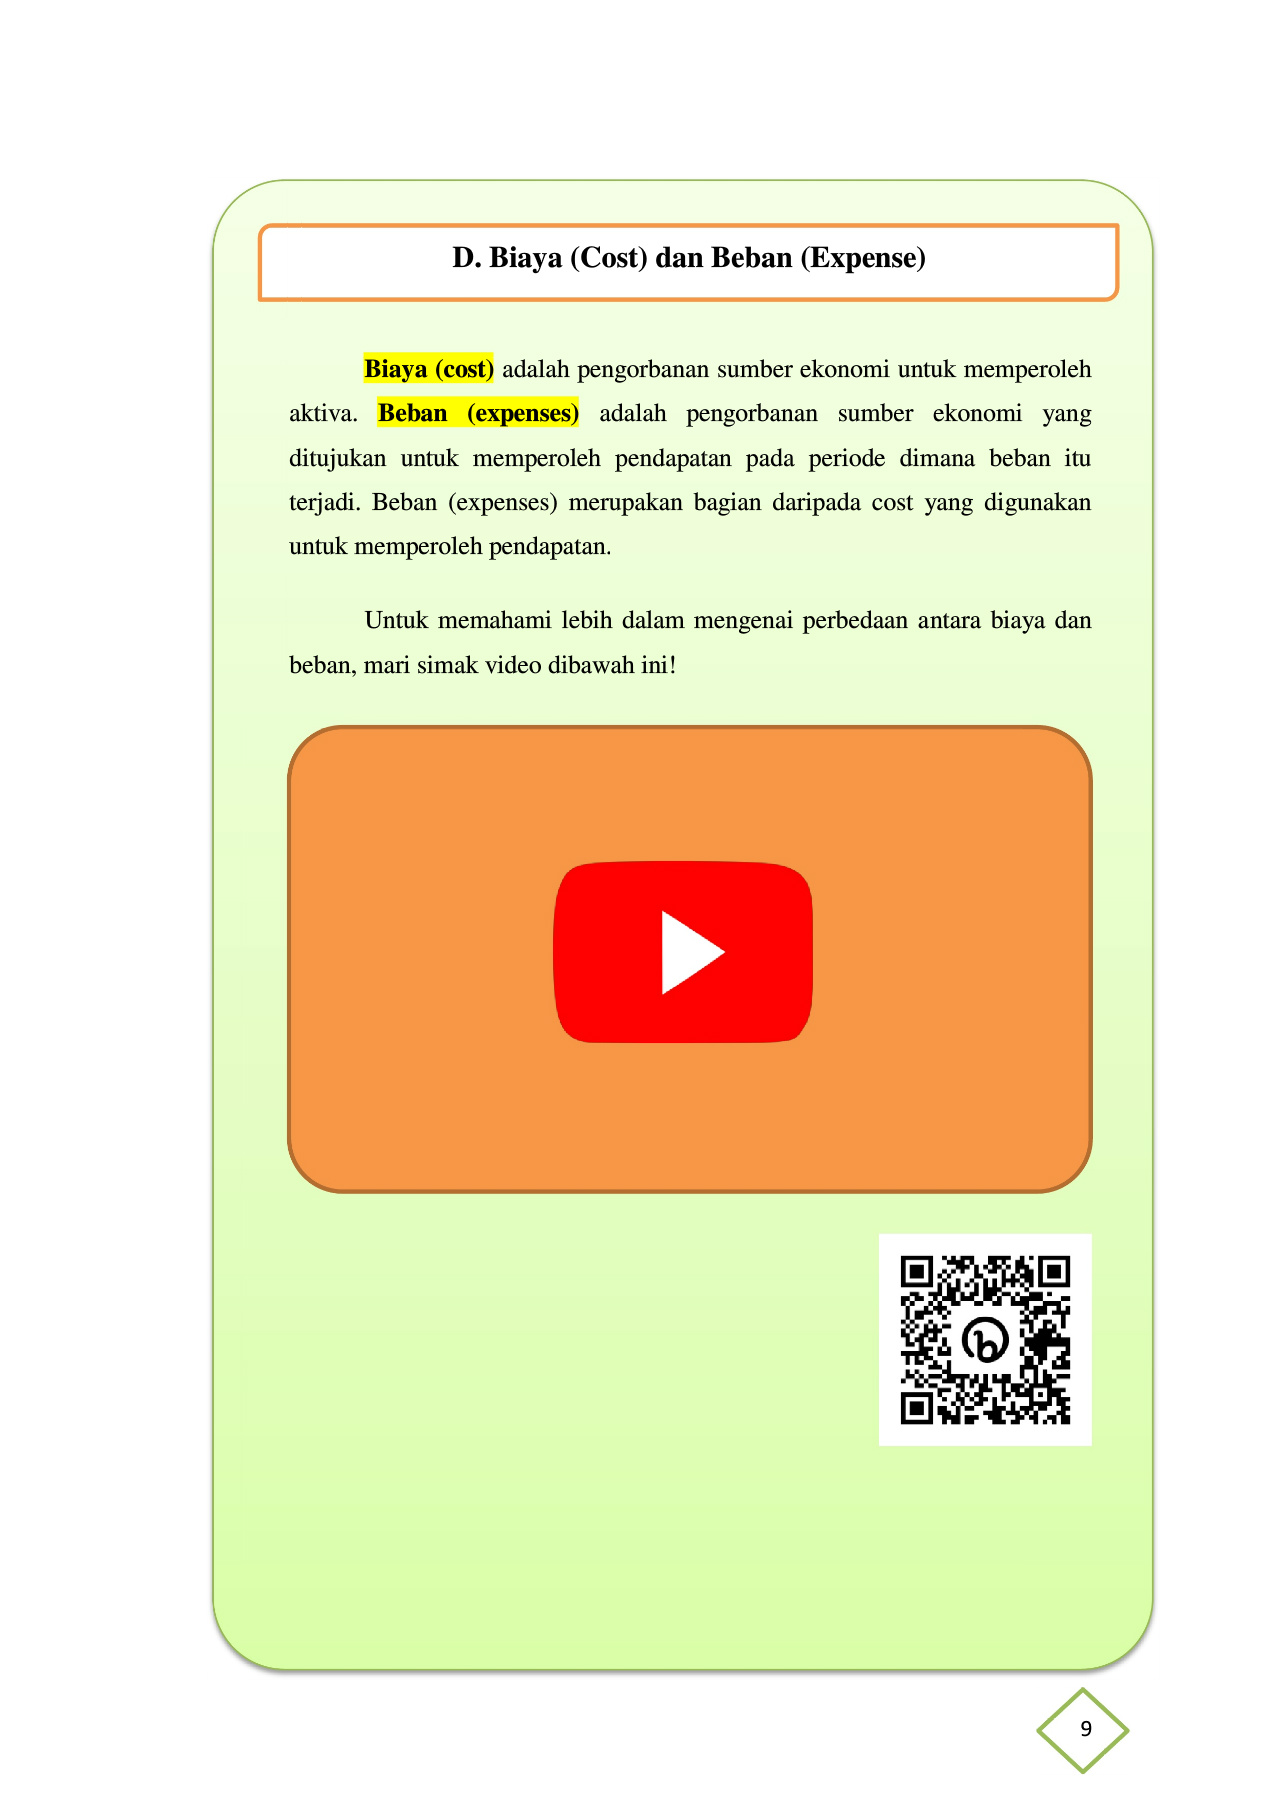 D. Biaya (Cost) dan Beban (Expense)
Biaya (cost) adalah pengorbanan sumber ekonomi untuk memperoleh
aktiva. Beban (expenses) adalah pengorbanan sumber ekonomi yang
ditujukan untuk memperoleh pendapatan pada periode dimana beban itu
terjadi. Beban (expenses) merupakan bagian daripada cost yang digunakan
untuk memperoleh pendapatan.
Untuk memahami lebih dalam mengenai perbedaan antara biaya dan
beban, mari simak video dibawah ini!
9